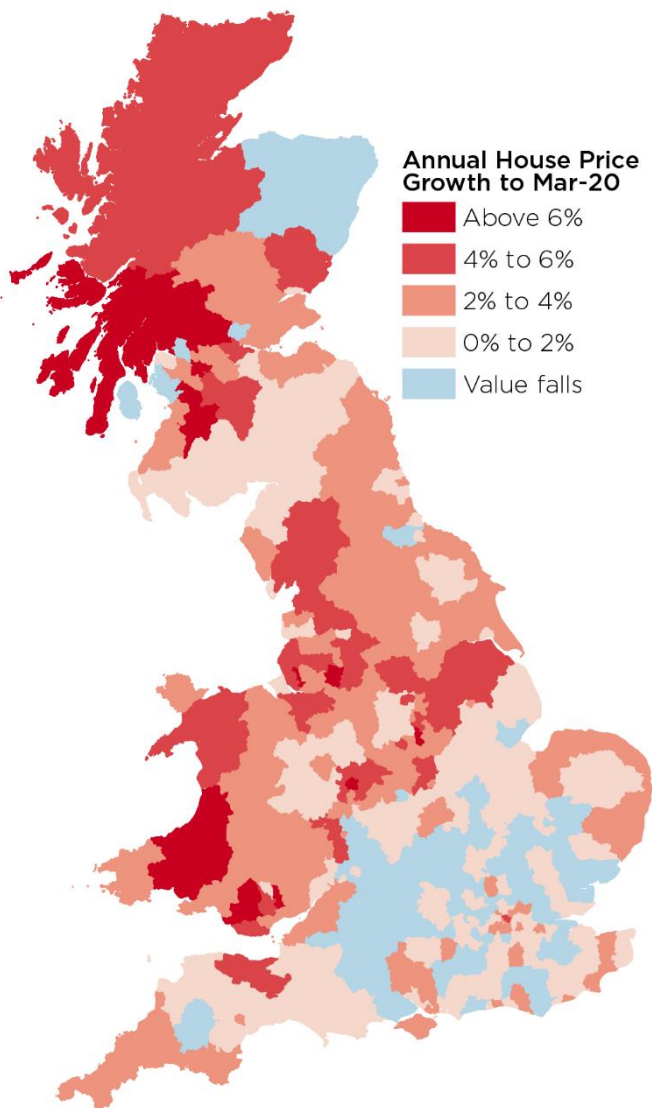 Annual House Price
Growth to Mar-20
Above 6%
4% to 6%
2% to 4%
0% to 2%
Value falls